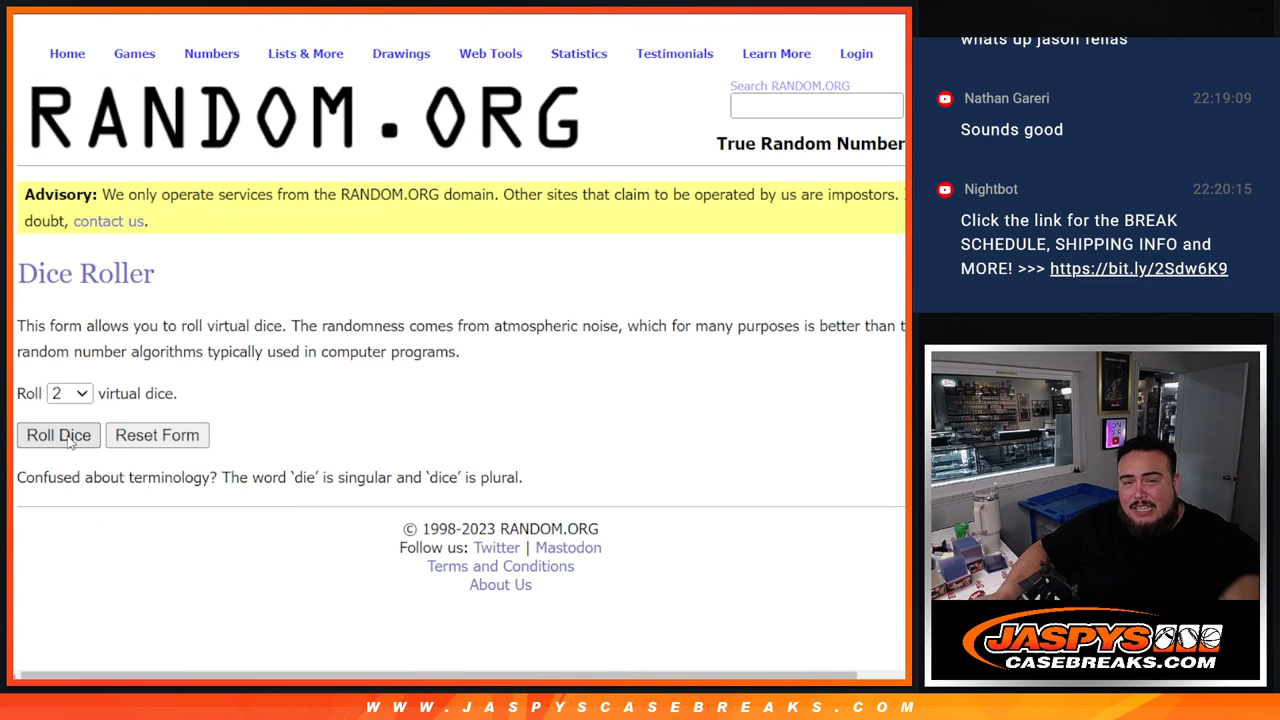 Home Games Numbers Lists & More Drawings Web Tools Statistics Testimonials Learn More Login
RANDOM.ORG
Search RANDOM.ORG
True Random Number
Advisory: We only operate services from the RANDOM.ORG domain. Other sites that claim to be operated by us are impostors.
doubt, contact us.
Dice Roller
This form allows you to roll virtual dice. The randomness comes from atmospheric noise, which for many purposes is better than t
random number algorithms typically used in computer programs.
Roll 2 virtual dice.
Roll Dice Reset Form
Confused about terminology? The word ‘die’ is singular and ‘dice’ is plural.
© 1998-2023 RANDOM.ORG
Follow us: Twitter | Mastodon
Terms and Conditions
About Us
whats up jason
Nathan Gareri 22:19:09
Sounds good
Nightbot 22:20:15
Click the link for the BREAK
SCHEDULE, SHIPPING INFO and
MORE! >>> https://bit.ly/2Sdw6K9
JASPYS
CASEBREAKS.COM
WWW.JASPYSCASEBREAKS.COM